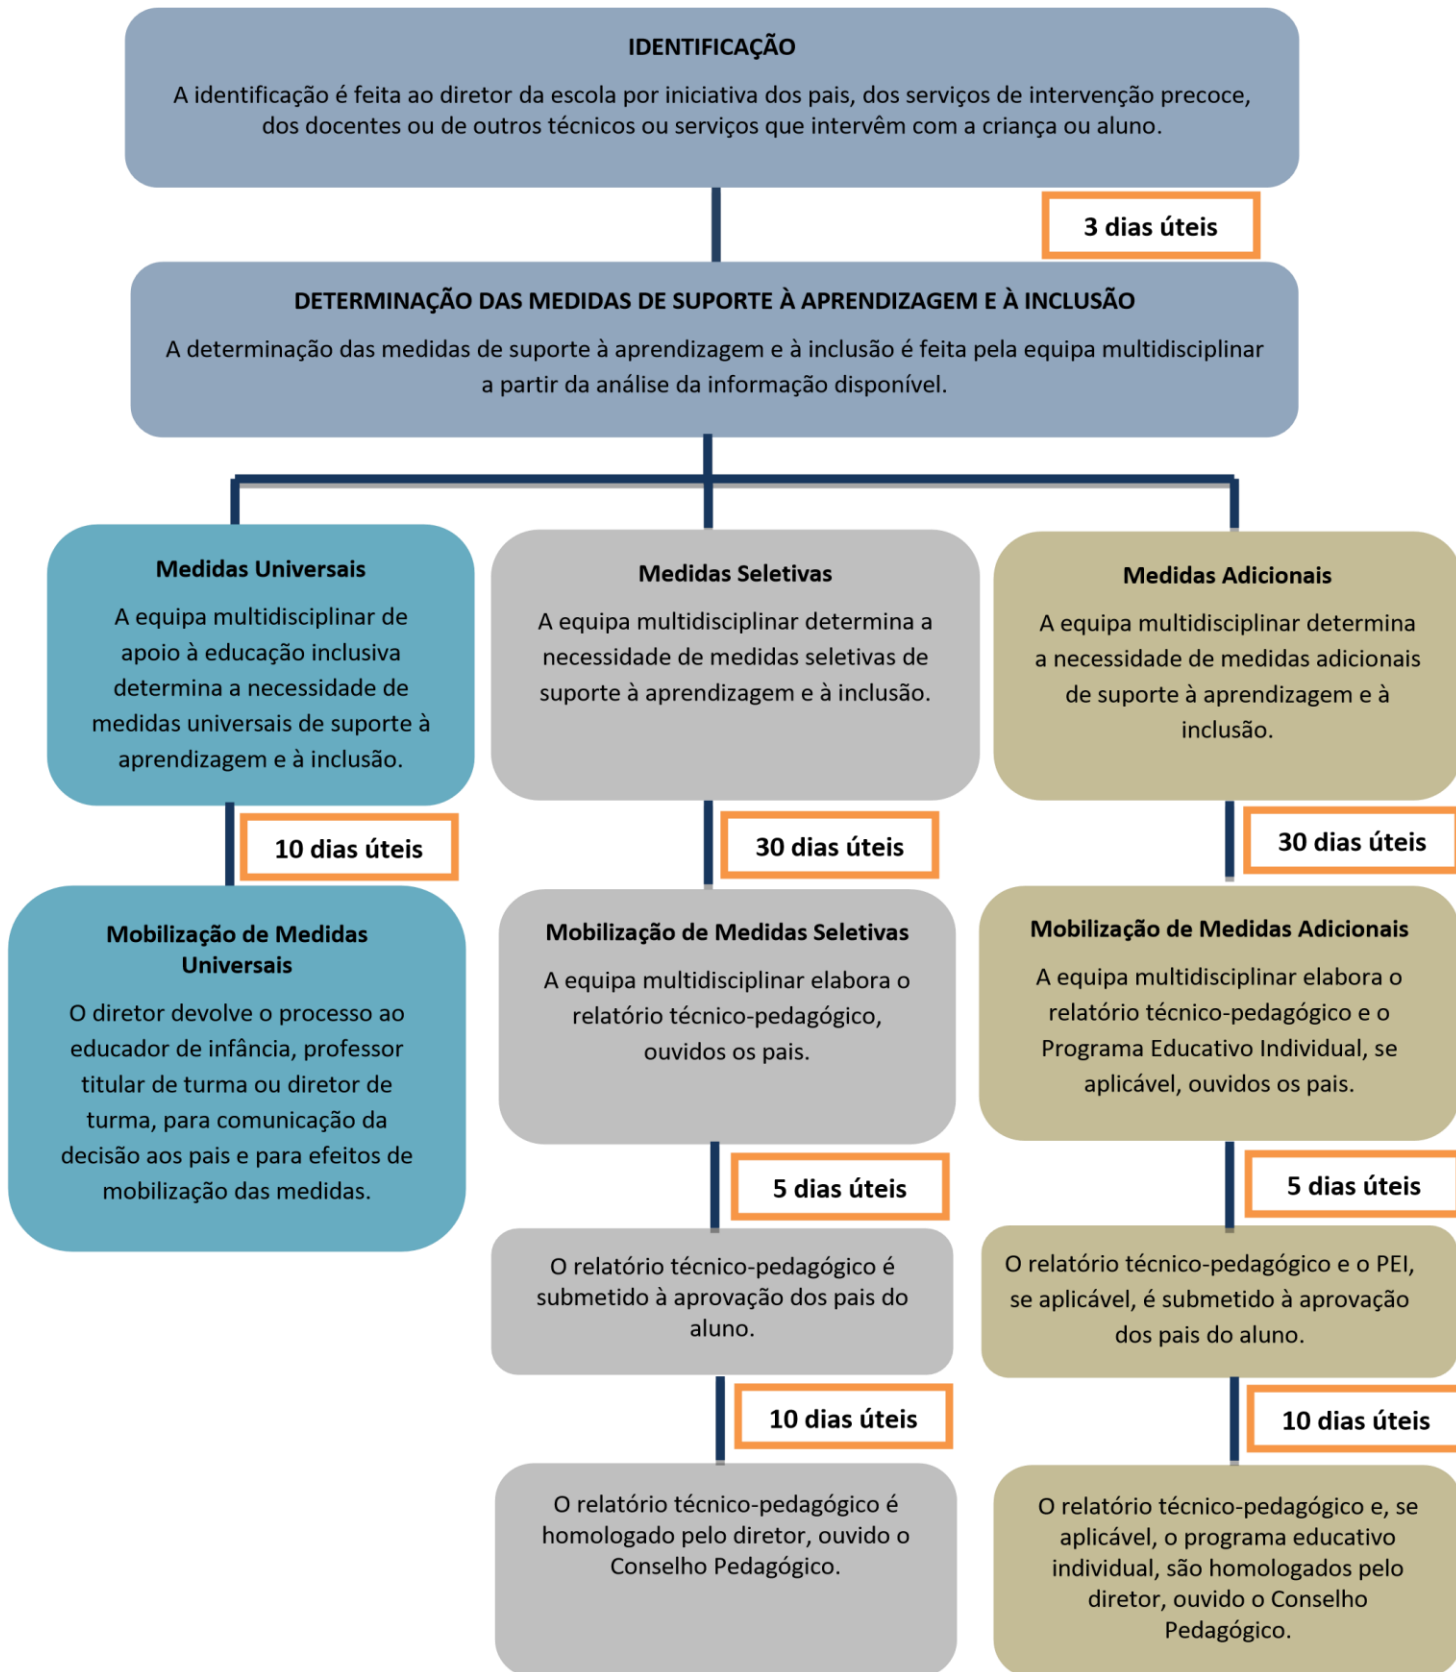 IDENTIFICAÇÃO
A identificação é feita ao diretor da escola por iniciativa dos pais, dos serviços de intervenção precoce,
dos docentes ou de outros técnicos ou serviços que intervêm com a criança ou aluno.
3 dias úteis
DETERMINAÇÃO DAS MEDIDAS DE SUPORTE À APRENDIZAGEM E À INCLUSÃO
A determinação das medidas de suporte à aprendizagem e à inclusão é feita pela equipa multidisciplinar
a partir da análise da informação disponível.
Medidas Universais
A equipa multidisciplinar de
apoio à educação inclusiva
determina a necessidade de
medidas universais de suporte à
aprendizagem e à inclusão.
10 dias úteis
Mobilização de Medidas
Universais
O diretor devolve o processo ao
educador de infância, professor
titular de turma ou diretor de
turma, para comunicação da
decisão aos pais e para efeitos de
mobilização das medidas.
Medidas Seletivas
A equipa multidisciplinar determina a
necessidade de medidas seletivas de
suporte à aprendizagem e à inclusão.
30 dias úteis
Mobilização de Medidas Seletivas
A equipa multidisciplinar elabora o
relatório técnico-pedagógico,
ouvidos os pais.
5 dias úteis
O relatório técnico-pedagógico é
submetido à aprovação dos pais do
aluno.
10 dias úteis
O relatório técnico-pedagógico é
homologado pelo diretor, ouvido o
Conselho Pedagógico.
Medidas Adicionais
A equipa multidisciplinar determina
a necessidade de medidas adicionais
de suporte à aprendizagem e à
inclusão.
30 dias úteis
Mobilização de Medidas Adicionais
A equipa multidisciplinar elabora o
relatório técnico-pedagógico e o
Programa Educativo Individual, se
aplicável, ouvidos os pais.
5 dias úteis
O relatório técnico-pedagógico e o PEI,
se aplicável, é submetido à aprovação
dos pais do aluno.
10 dias úteis
O relatório técnico-pedagógico e, se
aplicável, o programa educativo
individual, são homologados pelo
diretor, ouvido o Conselho
Pedagógico.